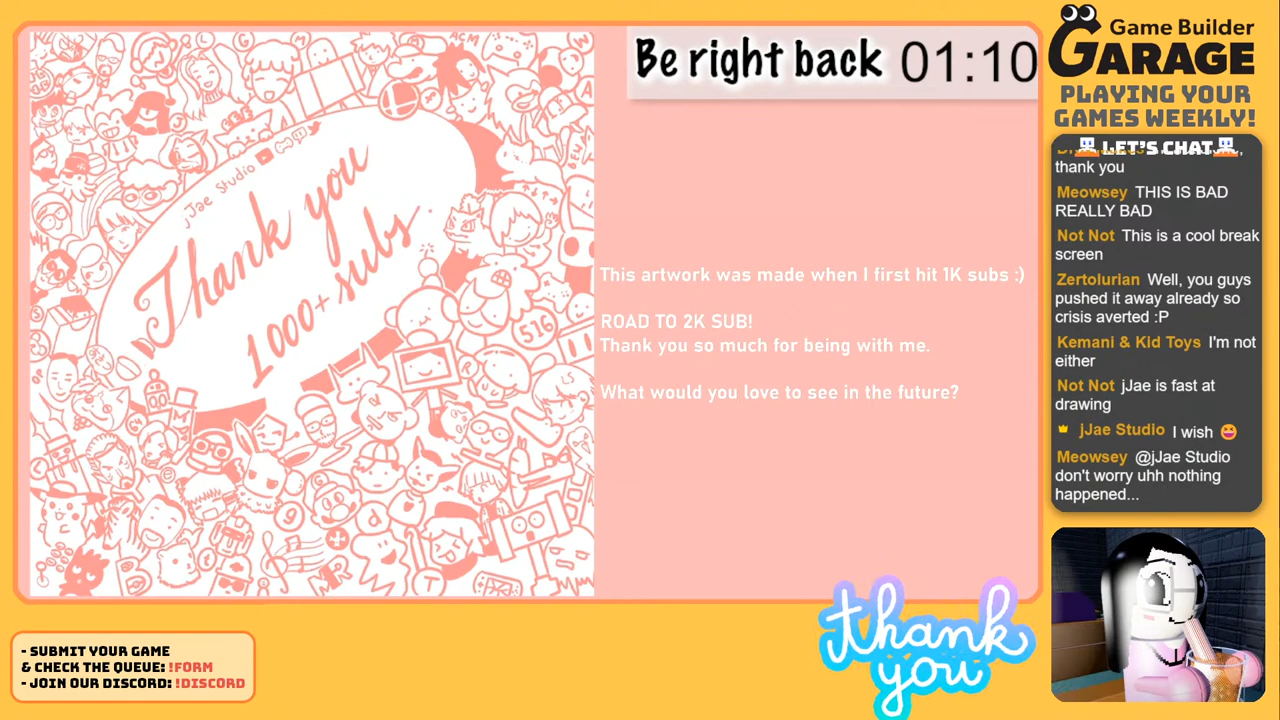 Be right back 01:10
jJae Studio
Thank you
1000+ subs
516
This artwork was made when I first hit 1K subs :)
ROAD TO 2K SUB!
Thank you so much for being with me.
What would you love to see in the future?
thank
you
- SUBMIT YOUR GAME
& CHECK THE QUEUE: !FORM
- JOIN OUR DISCORD: !DISCORD
Game Builder
GARAGE
PLAYING YOUR
GAMES WEEKLY!
LET'S CHAT
thank you
Meowsey THIS IS BAD
REALLY BAD
Not Not This is a cool break
screen
Zertolurian Well, you guys
pushed it away already so
crisis averted :P
Kemani & Kid Toys I'm not
either
Not Not jJae is fast at
drawing
jJae Studio I wish 😆
Meowsey @jJae Studio
don't worry uhh nothing
happened...